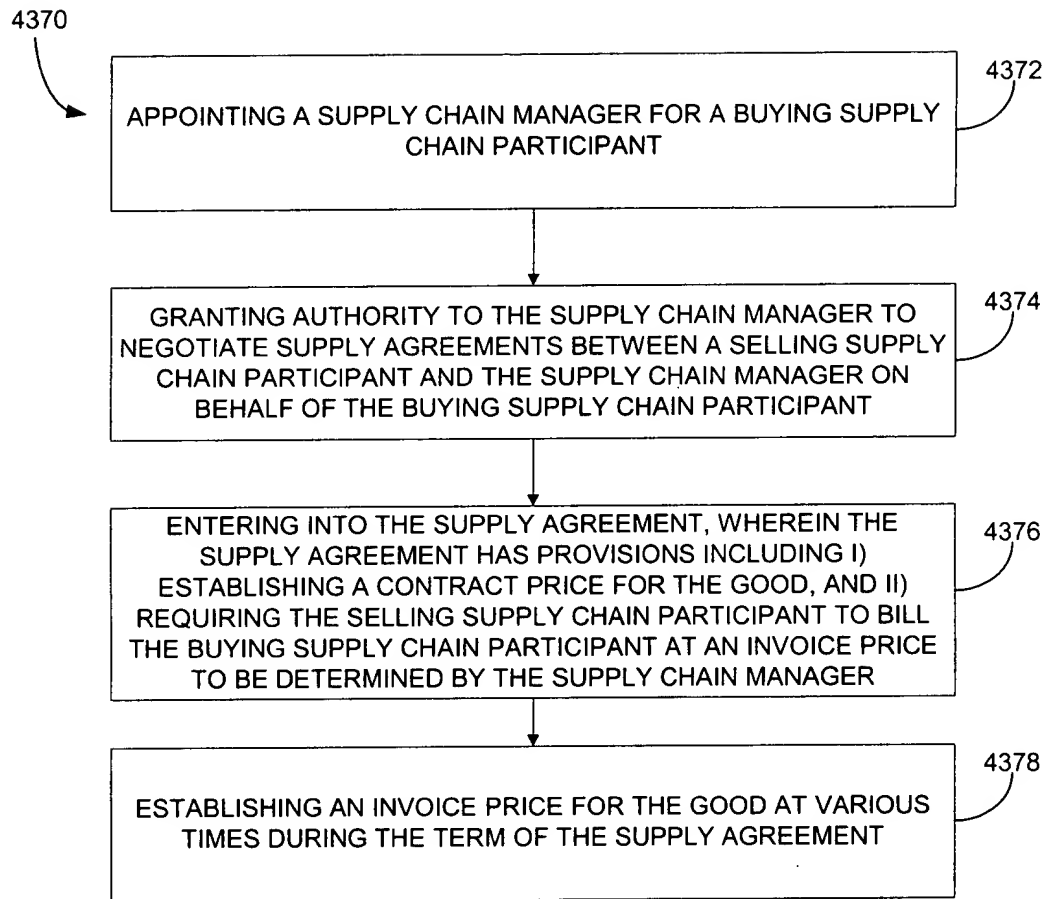 4370
4372
APPOINTING A SUPPLY CHAIN MANAGER FOR A BUYING SUPPLY
CHAIN PARTICIPANT
4374
GRANTING AUTHORITY TO THE SUPPLY CHAIN MANAGER TO
NEGOTIATE SUPPLY AGREEMENTS BETWEEN A SELLING SUPPLY
CHAIN PARTICIPANT AND THE SUPPLY CHAIN MANAGER ON
BEHALF OF THE BUYING SUPPLY CHAIN PARTICIPANT
4376
ENTERING INTO THE SUPPLY AGREEMENT, WHEREIN THE
SUPPLY AGREEMENT HAS PROVISIONS INCLUDING I)
ESTABLISHING A CONTRACT PRICE FOR THE GOOD, AND II)
REQUIRING THE SELLING SUPPLY CHAIN PARTICIPANT TO BILL
THE BUYING SUPPLY CHAIN PARTICIPANT AT AN INVOICE PRICE
TO BE DETERMINED BY THE SUPPLY CHAIN MANAGER
4378
ESTABLISHING AN INVOICE PRICE FOR THE GOOD AT VARIOUS
TIMES DURING THE TERM OF THE SUPPLY AGREEMENT